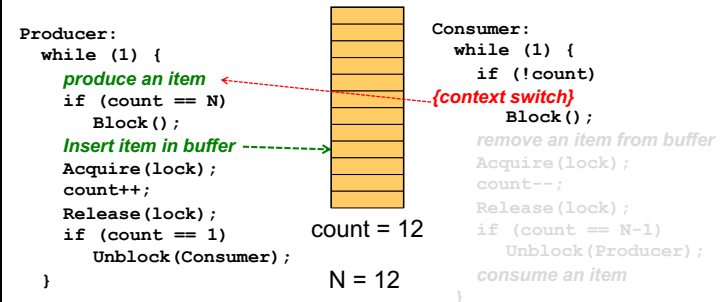 Producer:
while (1) {
produce an item
if (count == N)
Block();
Insert item in buffer
Acquire(lock);
count++;
Release(lock);
if (count == 1)
Unblock(Consumer);
}
count = 12
N = 12
Consumer:
while (1) {
if (!count)
{context switch}
Block();
remove an item from buffer
Acquire(lock);
count--;
Release(lock);
if (count == N-1)
Unblock(Producer);
consume an item
}